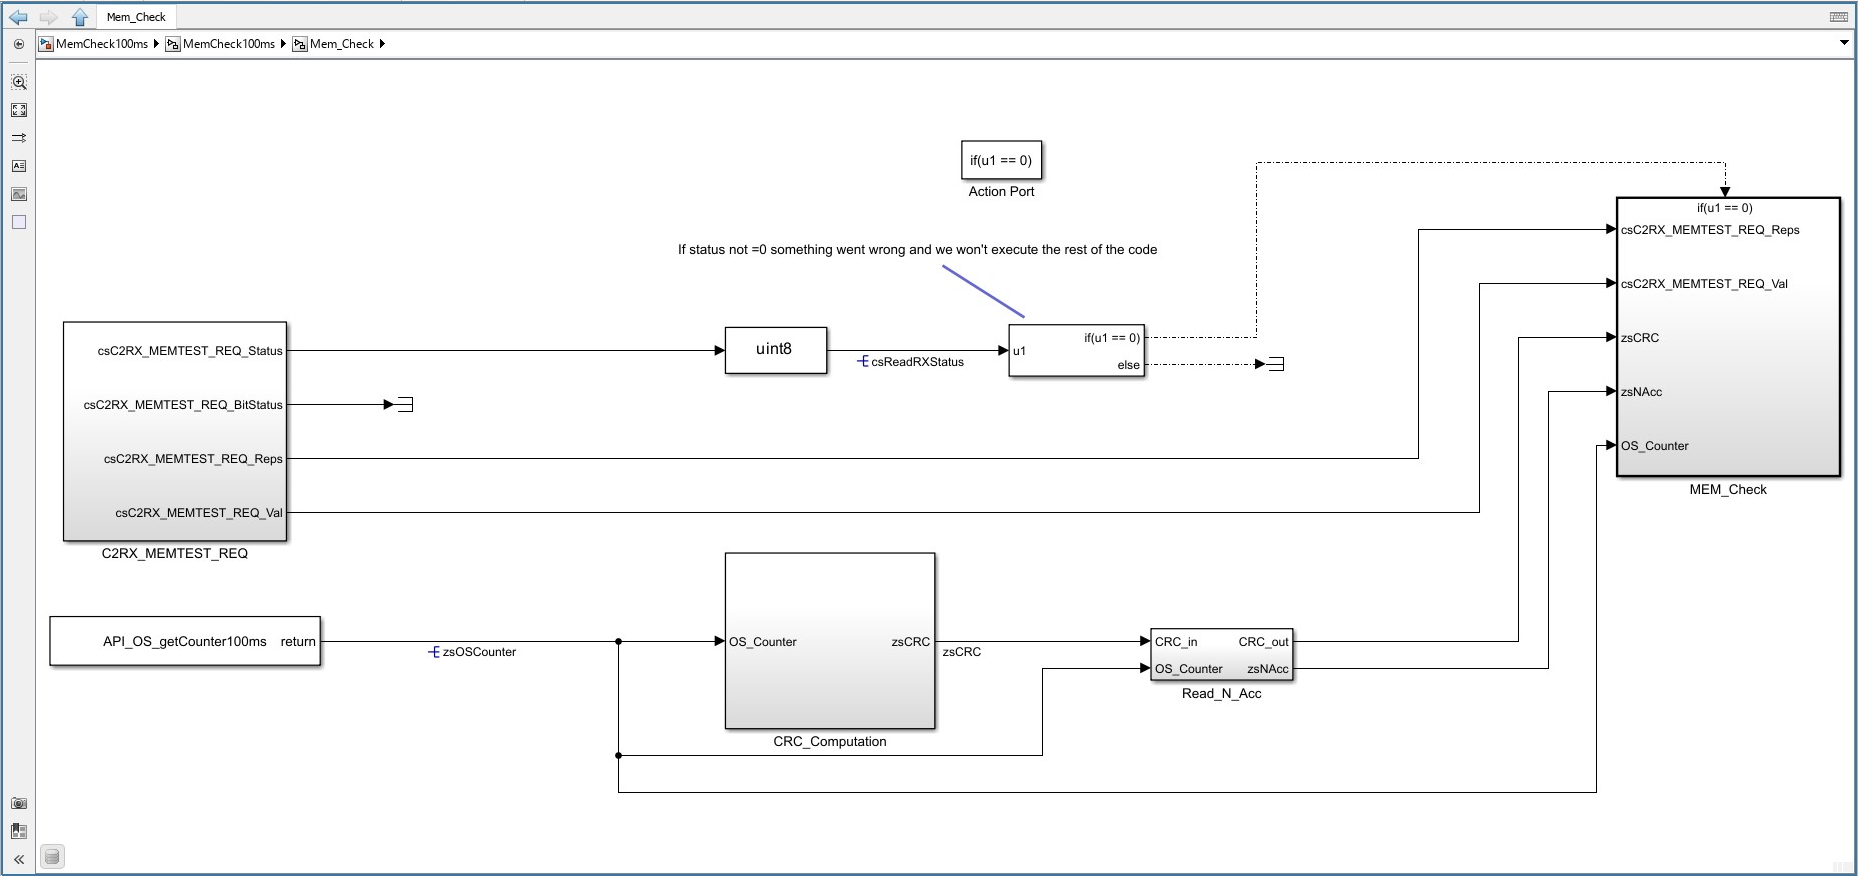 Mem_Check
MemCheck100ms MemCheck100ms Mem_Check
if(u1 == 0)
Action Port
If status not =0 something went wrong and we won't execute the rest of the code
csC2RX_MEMTEST_REQ_Status
csC2RX_MEMTEST_REQ_BitStatus
csC2RX_MEMTEST_REQ_Reps
csC2RX_MEMTEST_REQ_Val
C2RX_MEMTEST_REQ
uint8
csReadRXStatus
u1
if(u1 == 0)
else
if(u1 == 0)
csC2RX_MEMTEST_REQ_Reps
csC2RX_MEMTEST_REQ_Val
zsCRC
zsNAcc
OS_Counter
MEM_Check
API_OS_getCounter100ms return
zsOSCounter
OS_Counter zsCRC
CRC_Computation
zsCRC
CRC_in CRC_out
OS_Counter zsNAcc
Read_N_Acc